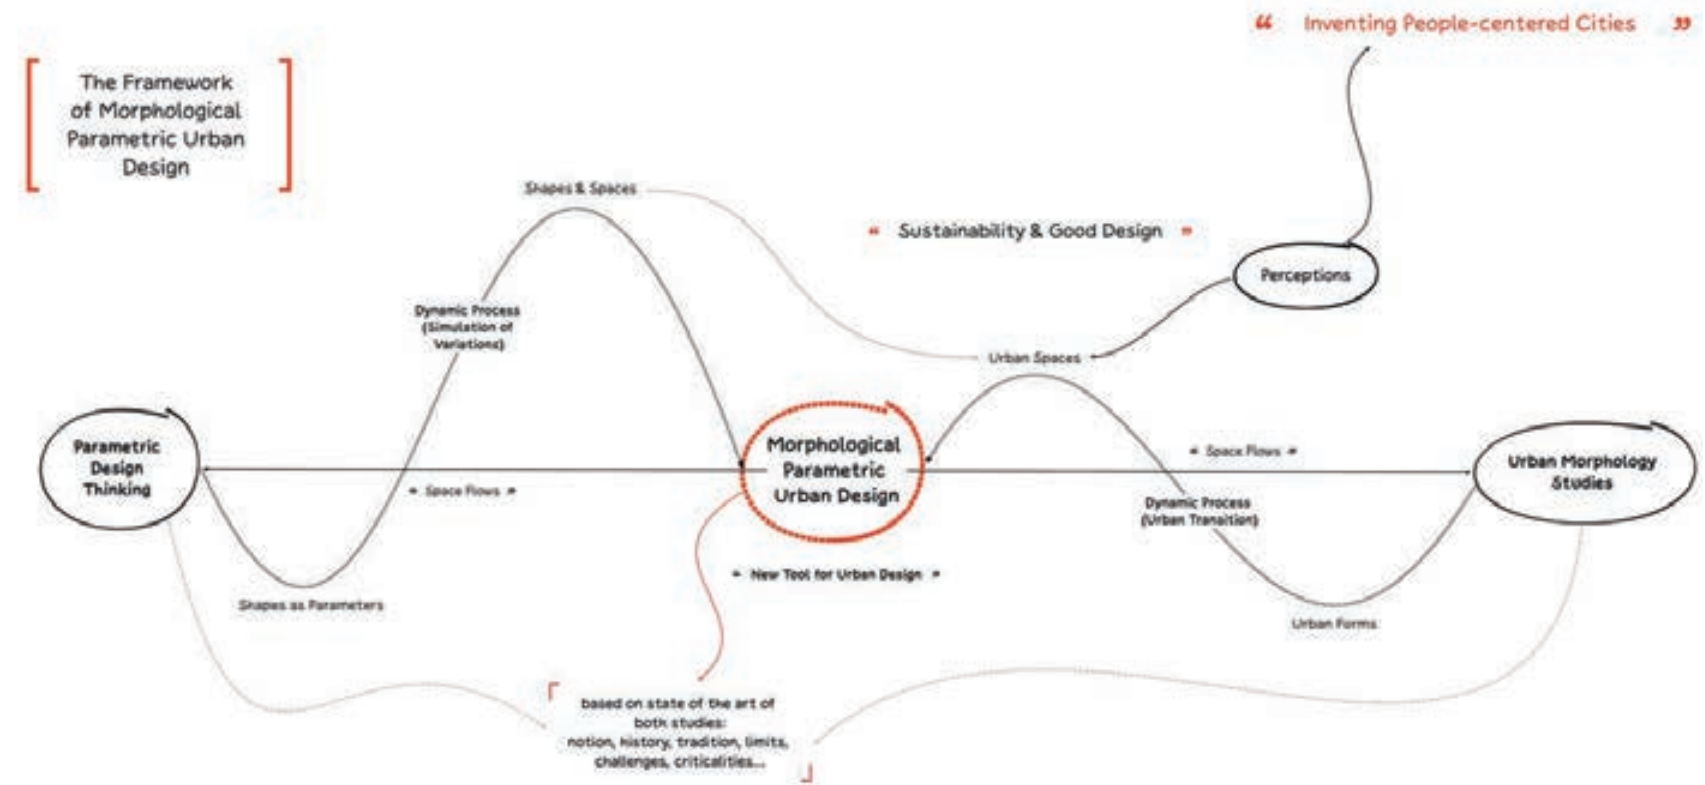 “ Inventing People-centered Cities ”
The Framework
of Morphological
Parametric Urban
Design
Shapes & Spaces
“ Sustainability & Good Design ”
Perceptions
Dynamic Process
(Simulation of
Variations)
Urban Spaces
Parametric
Design
Thinking
Morphological
Parametric
Urban Design
“ Space Flows ”
“ Space Flows ”
Urban Morphology
Studies
Dynamic Process
(Urban Transition)
“ New Tool for Urban Design ”
Shapes as Parameters
Urban Forms
based on state of the art of
both studies:
notion, history, tradition, limits,
challenges, criticalities...